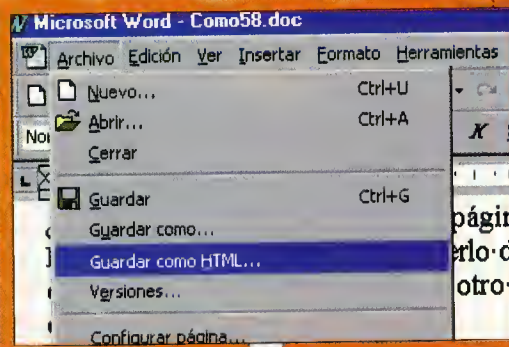 Microsoft Word - Como58.doc
Archivo Edición Ver Insertar Formato Herramientas
Nuevo... Ctrl+U
Abrir... Ctrl+A
Cerrar
Guardar Ctrl+G
Guardar como...
Guardar como HTML...
Versiones...
Configurar página...
X
págin
erlo·d
otro·